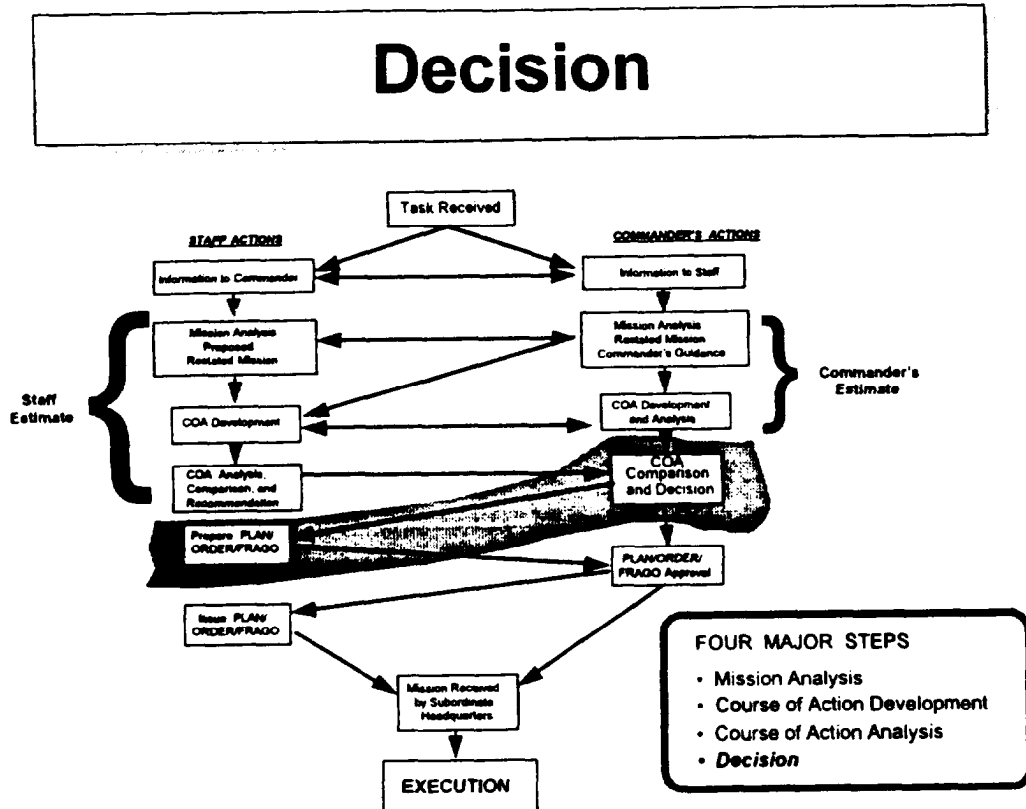 Decision
Task Received
STAFF ACTIONS
COMMANDER'S ACTIONS
Information to Commander
Information to Staff
Mission Analysis
Proposed
Restated Mission
Mission Analysis
Restated Mission
Commander's Guidance
Staff
Estimate
Commander's
Estimate
COA Development
COA Development
and Analysis
COA Analysis,
Comparison, and
Recommendation
COA
Comparison
and Decision
Prepare PLAN/
ORDER/FRAGO
PLAN/ORDER/
FRAGO Approval
Issue PLAN/
ORDER/FRAGO
Mission Received
by Subordinate
Headquarters
EXECUTION
FOUR MAJOR STEPS
• Mission Analysis
• Course of Action Development
• Course of Action Analysis
• Decision